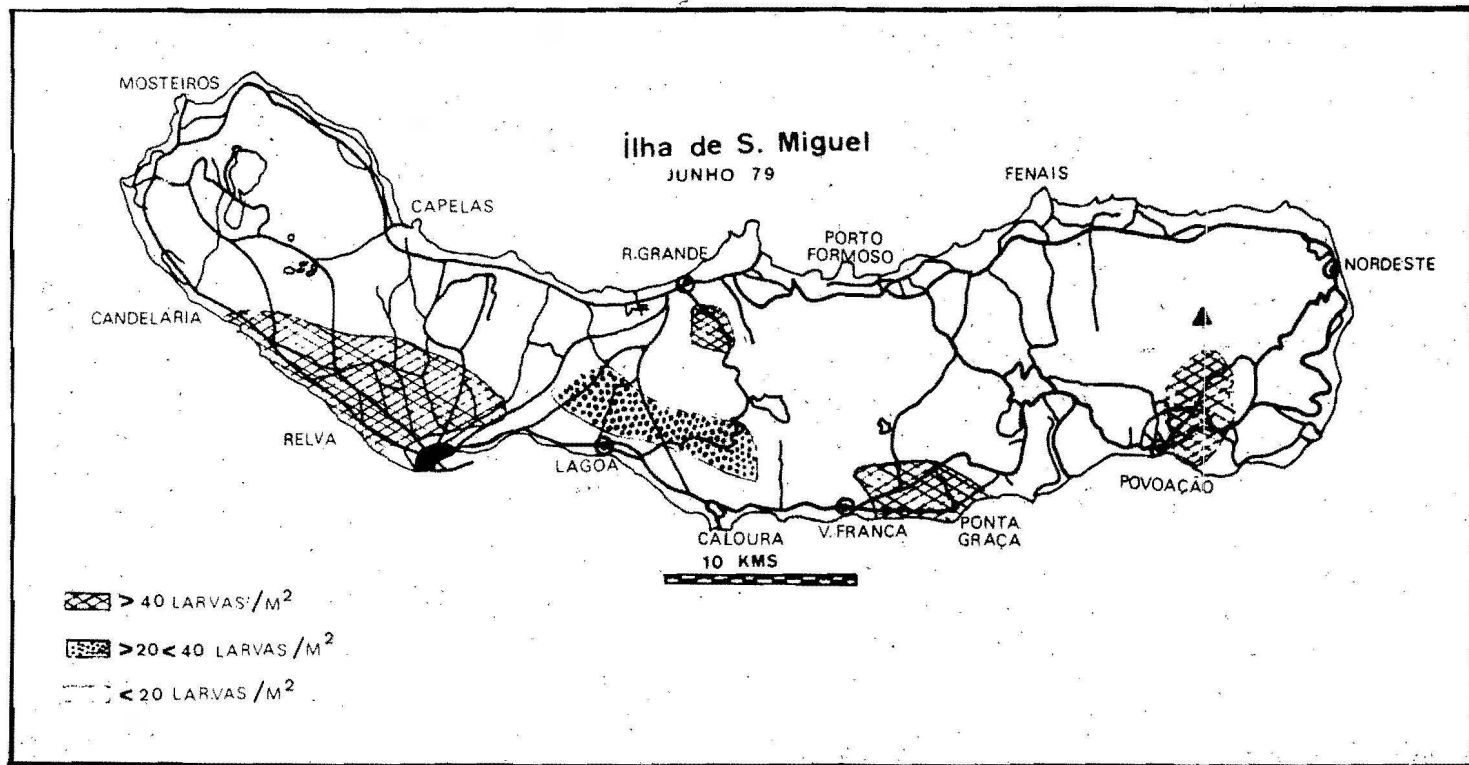 MOSTEIROS
Ilha de S. Miguel
JUNHO 79
FENAIS
CAPELAS
R.GRANDE
PORTO
FORMOSO
NORDESTE
CANDELÁRIA
RELVA
LAGOA
POVOAÇÃO
CALOURA
V. FRANCA
PONTA
GRAÇA
10 KMS
> 40 LARVAS/M²
>20<40 LARVAS/M²
<20 LARVAS/M²